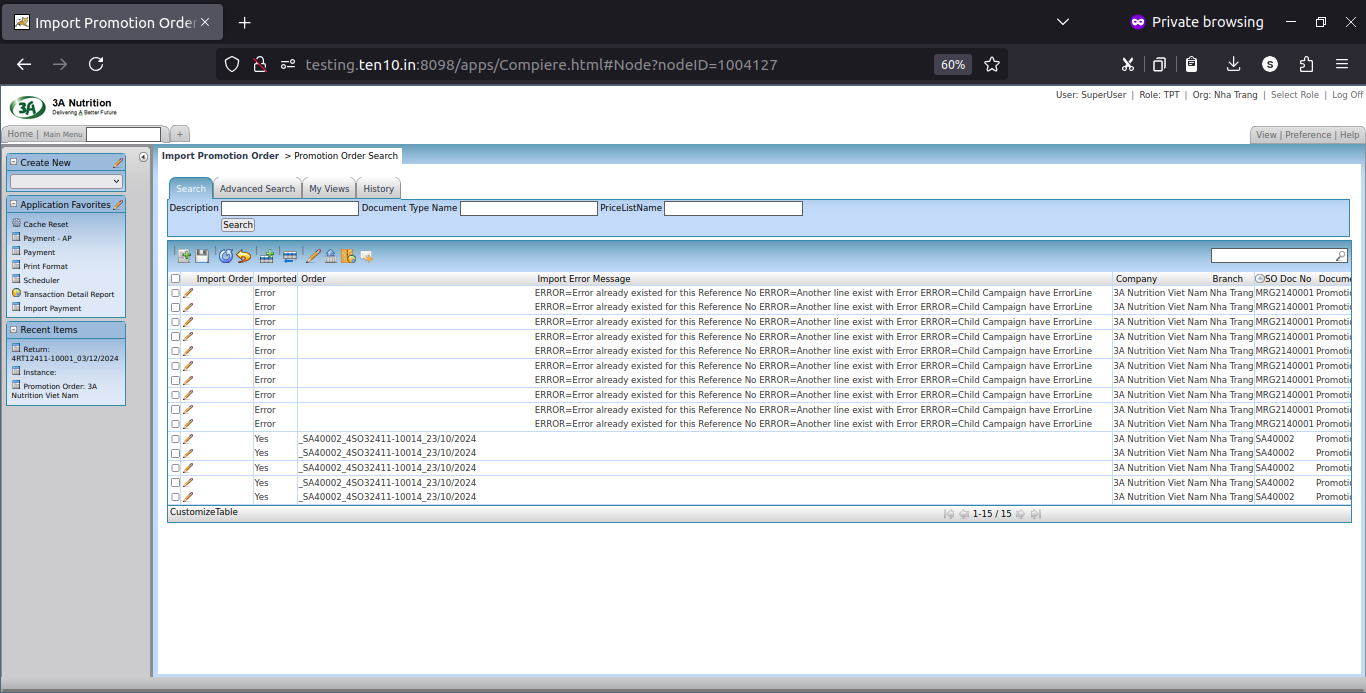 Import Promotion Order
Private browsing
testing.ten10.in:8098/apps/Compiere.html#Node?nodeID=1004127
60%
S
3A
3A Nutrition
Delivering A Better Future
User: SuperUser | Role: TPT | Org: Nha Trang | Select Role | Log Off
Home | Main Menu
+
View | Preference | Help
Create New
Application Favorites
Cache Reset
Payment - AP
Payment
Print Format
Scheduler
Transaction Detail Report
Import Payment
Recent Items
Return:
4RT12411-10001_03/12/2024
Instance:
Promotion Order: 3A
Nutrition Viet Nam
Import Promotion Order > Promotion Order Search
Search Advanced Search My Views History
Description Document Type Name PriceListName
Search
Import Order Imported Order Import Error Message Company Branch SO Doc No Docume
Error ERROR=Error already existed for this Reference No ERROR=Another line exist with Error ERROR=Child Campaign have ErrorLine 3A Nutrition Viet Nam Nha Trang MRG2140001 Promotic
Error ERROR=Error already existed for this Reference No ERROR=Another line exist with Error ERROR=Child Campaign have ErrorLine 3A Nutrition Viet Nam Nha Trang MRG2140001 Promotic
Error ERROR=Error already existed for this Reference No ERROR=Another line exist with Error ERROR=Child Campaign have ErrorLine 3A Nutrition Viet Nam Nha Trang MRG2140001 Promotic
Error ERROR=Error already existed for this Reference No ERROR=Another line exist with Error ERROR=Child Campaign have ErrorLine 3A Nutrition Viet Nam Nha Trang MRG2140001 Promotic
Error ERROR=Error already existed for this Reference No ERROR=Another line exist with Error ERROR=Child Campaign have ErrorLine 3A Nutrition Viet Nam Nha Trang MRG2140001 Promotic
Error ERROR=Error already existed for this Reference No ERROR=Another line exist with Error ERROR=Child Campaign have ErrorLine 3A Nutrition Viet Nam Nha Trang MRG2140001 Promotic
Error ERROR=Error already existed for this Reference No ERROR=Another line exist with Error ERROR=Child Campaign have ErrorLine 3A Nutrition Viet Nam Nha Trang MRG2140001 Promotic
Error ERROR=Error already existed for this Reference No ERROR=Another line exist with Error ERROR=Child Campaign have ErrorLine 3A Nutrition Viet Nam Nha Trang MRG2140001 Promotic
Error ERROR=Error already existed for this Reference No ERROR=Another line exist with Error ERROR=Child Campaign have ErrorLine 3A Nutrition Viet Nam Nha Trang MRG2140001 Promotic
Error ERROR=Error already existed for this Reference No ERROR=Another line exist with Error ERROR=Child Campaign have ErrorLine 3A Nutrition Viet Nam Nha Trang MRG2140001 Promotic
Yes _SA40002_4SO32411-10014_23/10/2024 3A Nutrition Viet Nam Nha Trang SA40002 Promotic
Yes _SA40002_4SO32411-10014_23/10/2024 3A Nutrition Viet Nam Nha Trang SA40002 Promotic
Yes _SA40002_4SO32411-10014_23/10/2024 3A Nutrition Viet Nam Nha Trang SA40002 Promotic
Yes _SA40002_4SO32411-10014_23/10/2024 3A Nutrition Viet Nam Nha Trang SA40002 Promotic
Yes _SA40002_4SO32411-10014_23/10/2024 3A Nutrition Viet Nam Nha Trang SA40002 Promotic
CustomizeTable 1-15 / 15